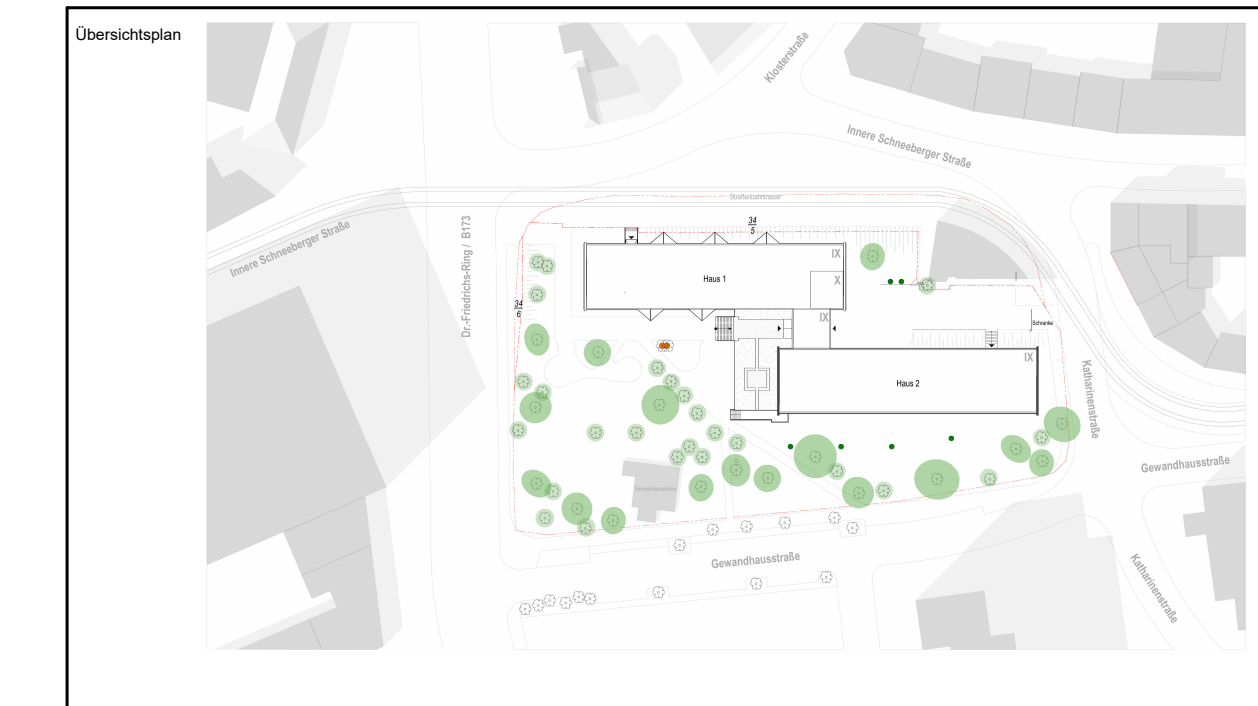 Übersichtsplan
Klosterstraße
Innere Schneeberger Straße
Straßenbahntrasse
Innere Schneeberger Straße
Dr.-Friedrichs-Ring / B173
34
5
34
6
Haus 1
IX
X
IX
Schranke
Haus 2
IX
Katharinenstraße
Gewandhausstraße
Gewandhausstraße
Katharinenstraße